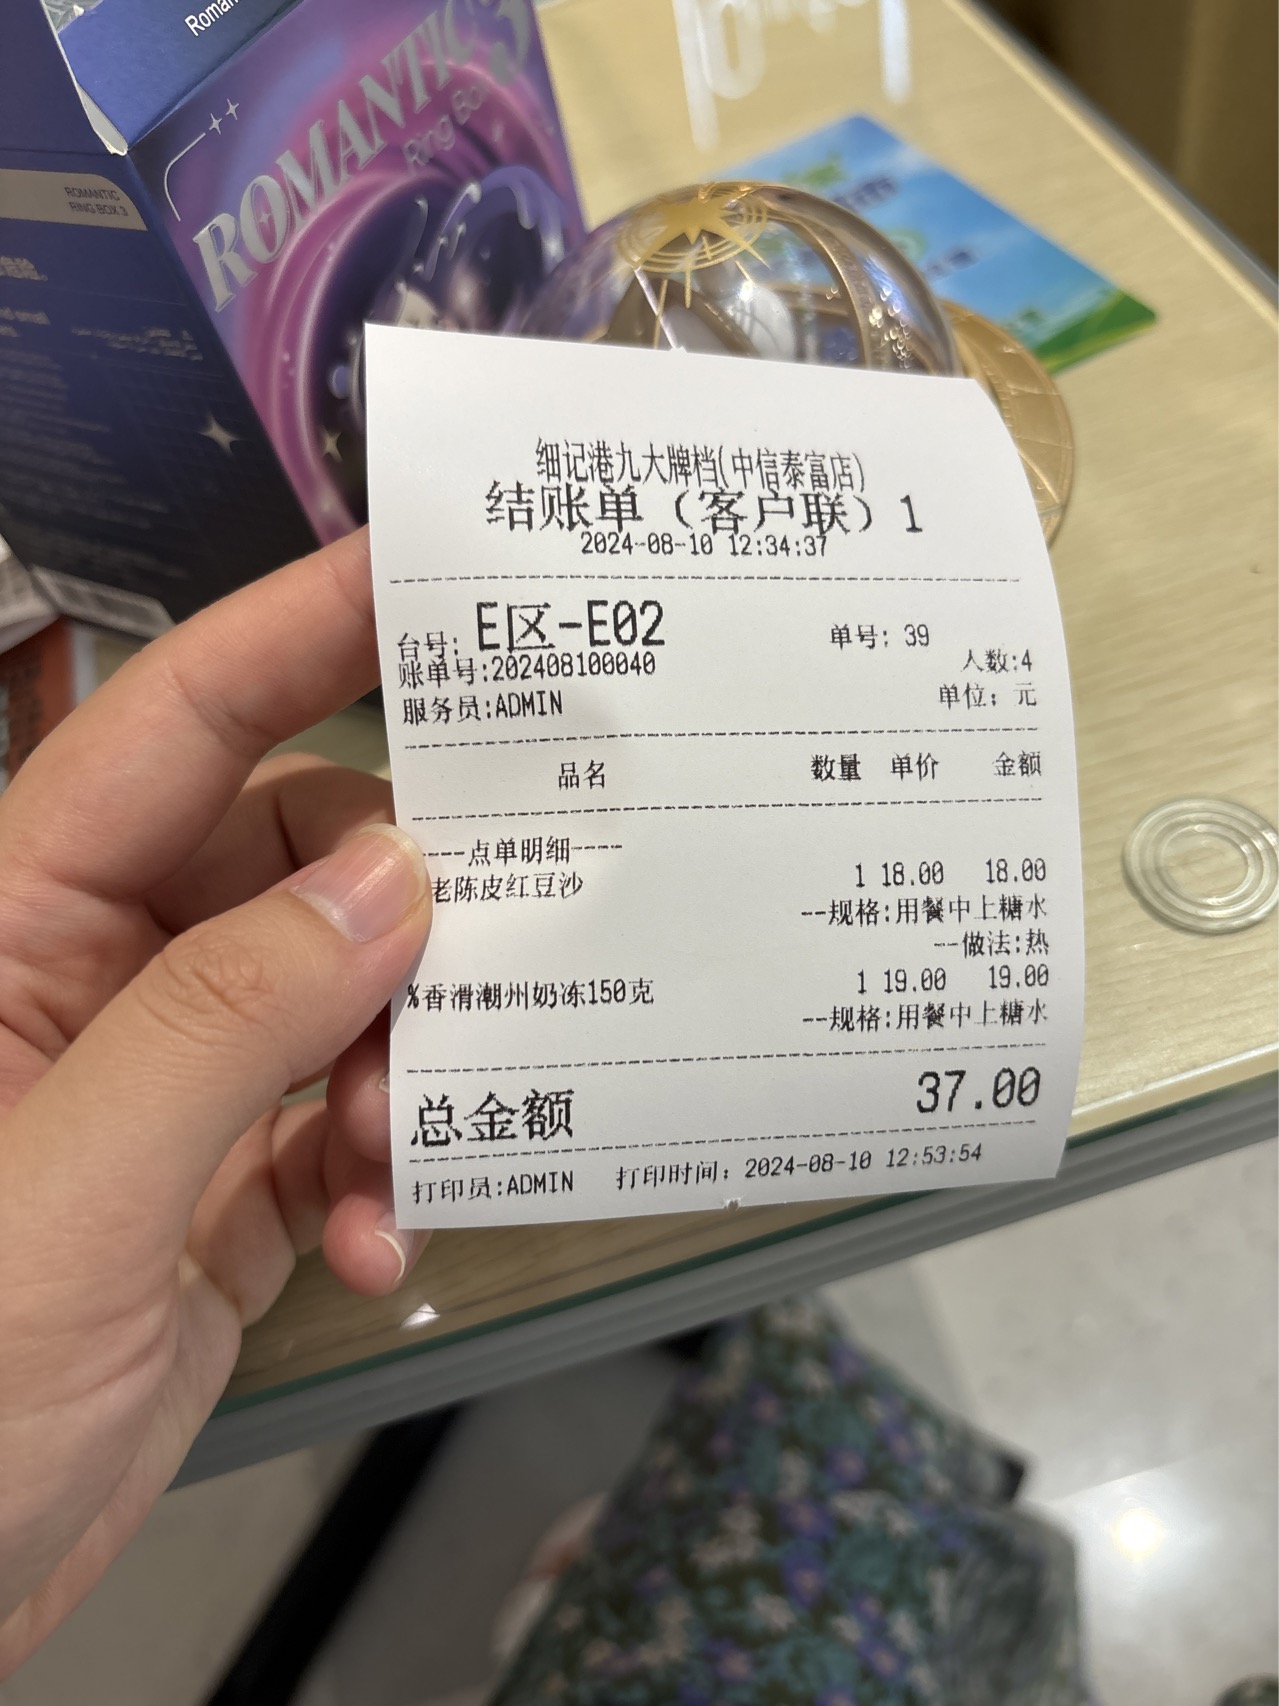 Roman
ROMANTIC
Ring Bo
3
ROMANTIC
RING BOX 3
细记港九大牌档(中信泰富店)
结账单（客户联）1
2024-08-10 12:34:37
台号: E区-E02 单号: 39
账单号:202408100040 人数:4
服务员:ADMIN 单位: 元
品名 数量 单价 金额
----点单明细----
老陈皮红豆沙 1 18.00 18.00
--规格:用餐中上糖水
--做法:热
%香滑潮州奶冻150克 1 19.00 19.00
--规格:用餐中上糖水
总金额 37.00
打印员:ADMIN 打印时间: 2024-08-10 12:53:54